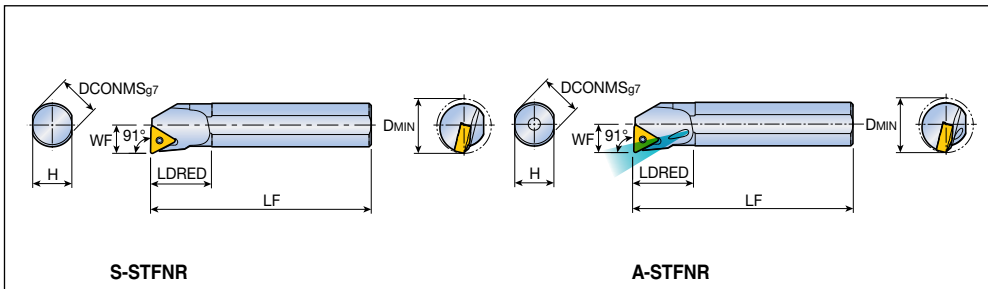 DCONMSg7
WF
91°
H
LDRED
LF
DMIN
S-STFNR
DCONMSg7
WF
91°
H
LDRED
LF
DMIN
A-STFNR